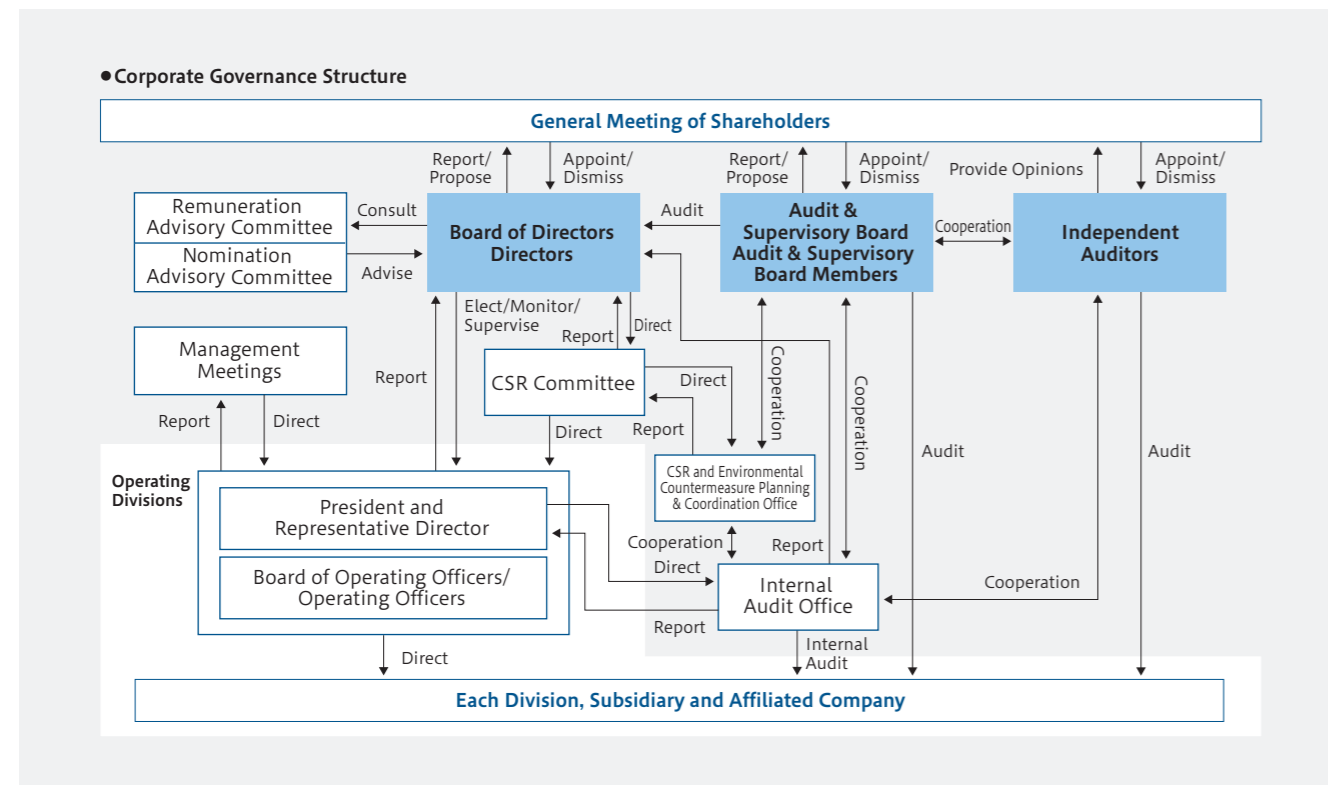 ● Corporate Governance Structure
General Meeting of Shareholders
Report/
Propose
Appoint/
Dismiss
Report/
Propose
Appoint/
Dismiss
Provide Opinions
Appoint/
Dismiss
Remuneration
Advisory Committee
Nomination
Advisory Committee
Consult
Advise
Board of Directors
Directors
Audit
Audit &
Supervisory Board
Audit & Supervisory
Board Members
Cooperation
Independent
Auditors
Elect/Monitor/
Supervise
Direct
Report
Management
Meetings
Report
CSR Committee
Direct
Cooperation
Cooperation
Report
Direct
Direct
Report
Audit
Audit
Operating
Divisions
CSR and Environmental
Countermeasure Planning
& Coordination Office
President and
Representative Director
Cooperation
Report
Direct
Board of Operating Officers/
Operating Officers
Internal
Audit Office
Cooperation
Report
Direct
Internal
Audit
Each Division, Subsidiary and Affiliated Company